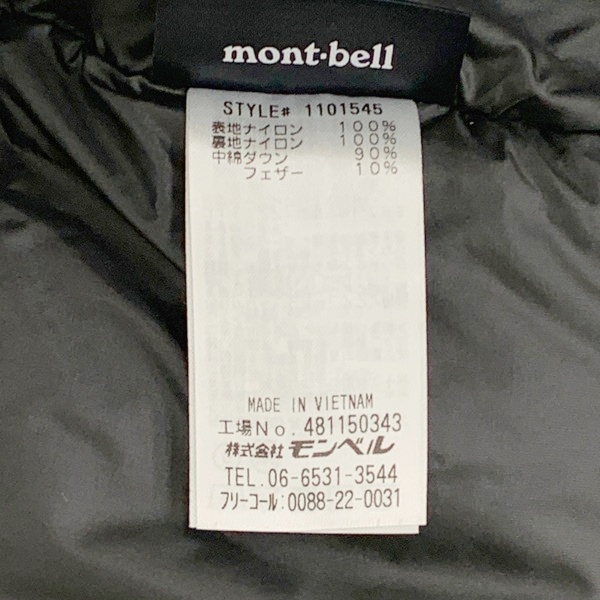 mont·bell
STYLE# 1101545
表地ナイロン 100%
裏地ナイロン 100%
中綿ダウン 90%
フェザー 10%
MADE IN VIETNAM
工場No. 481150343
株式会社 モンベル
TEL.06-6531-3544
フリーコール:0088-22-0031